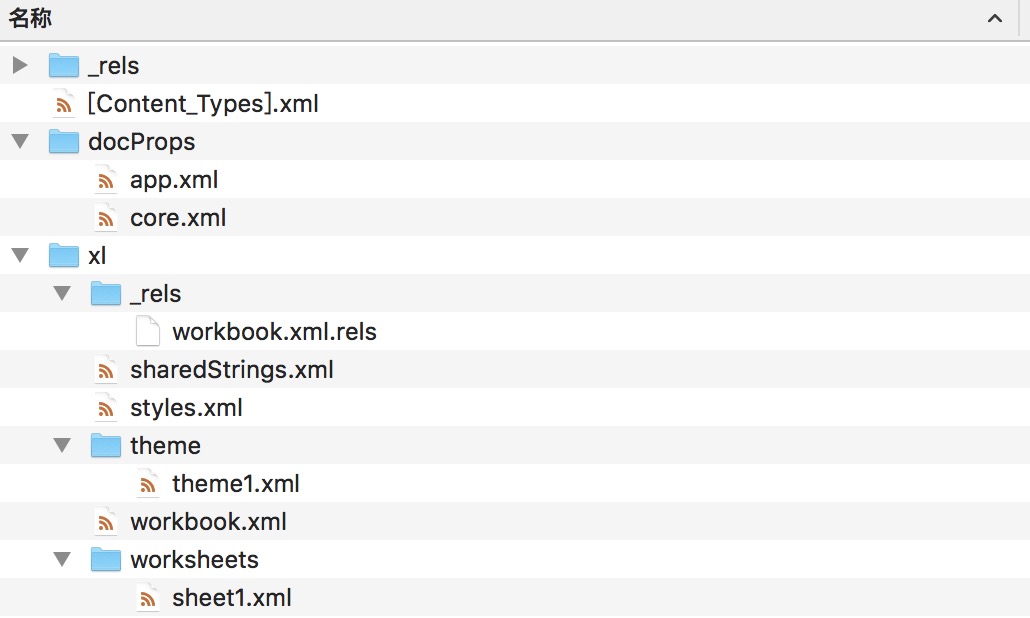 名称
_rels
[Content_Types].xml
docProps
app.xml
core.xml
xl
_rels
workbook.xml.rels
sharedStrings.xml
styles.xml
theme
theme1.xml
workbook.xml
worksheets
sheet1.xml